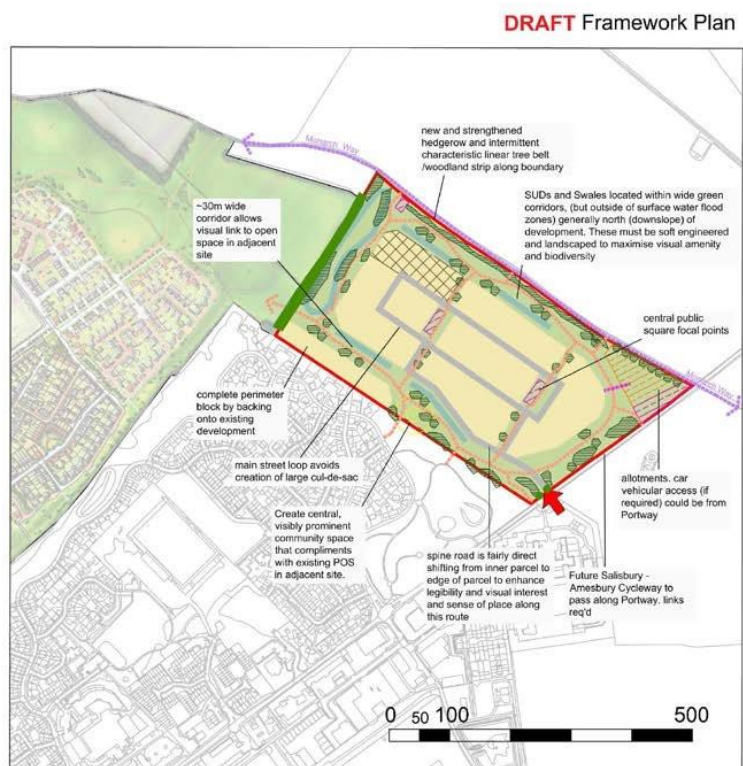 DRAFT Framework Plan
Monarch Way
new and strengthened
hedgerow and intermittent
characteristic linear tree belt
/woodland strip along boundary
~30m wide
corridor allows
visual link to open
space in adjacent
site
SUDs and Swales located within wide green
corridors, (but outside of surface water flood
zones) generally north (downslope) of
development. These must be soft engineered
and landscaped to maximise visual amenity
and biodiversity
central public
square focal points
Monarch Way
complete perimeter
block by backing
onto existing
development
main street loop avoids
creation of large cul-de-sac
allotments. car
vehicular access (if
required) could be from
Portway
Create central,
visibly prominent
community space
that compliments
with existing POS
in adjacent site.
spine road is fairly direct
shifting from inner parcel to
edge of parcel to enhance
legibility and visual interest
and sense of place along
this route
Future Salisbury -
Amesbury Cycleway to
pass along Portway. links
req'd
0 50 100 500